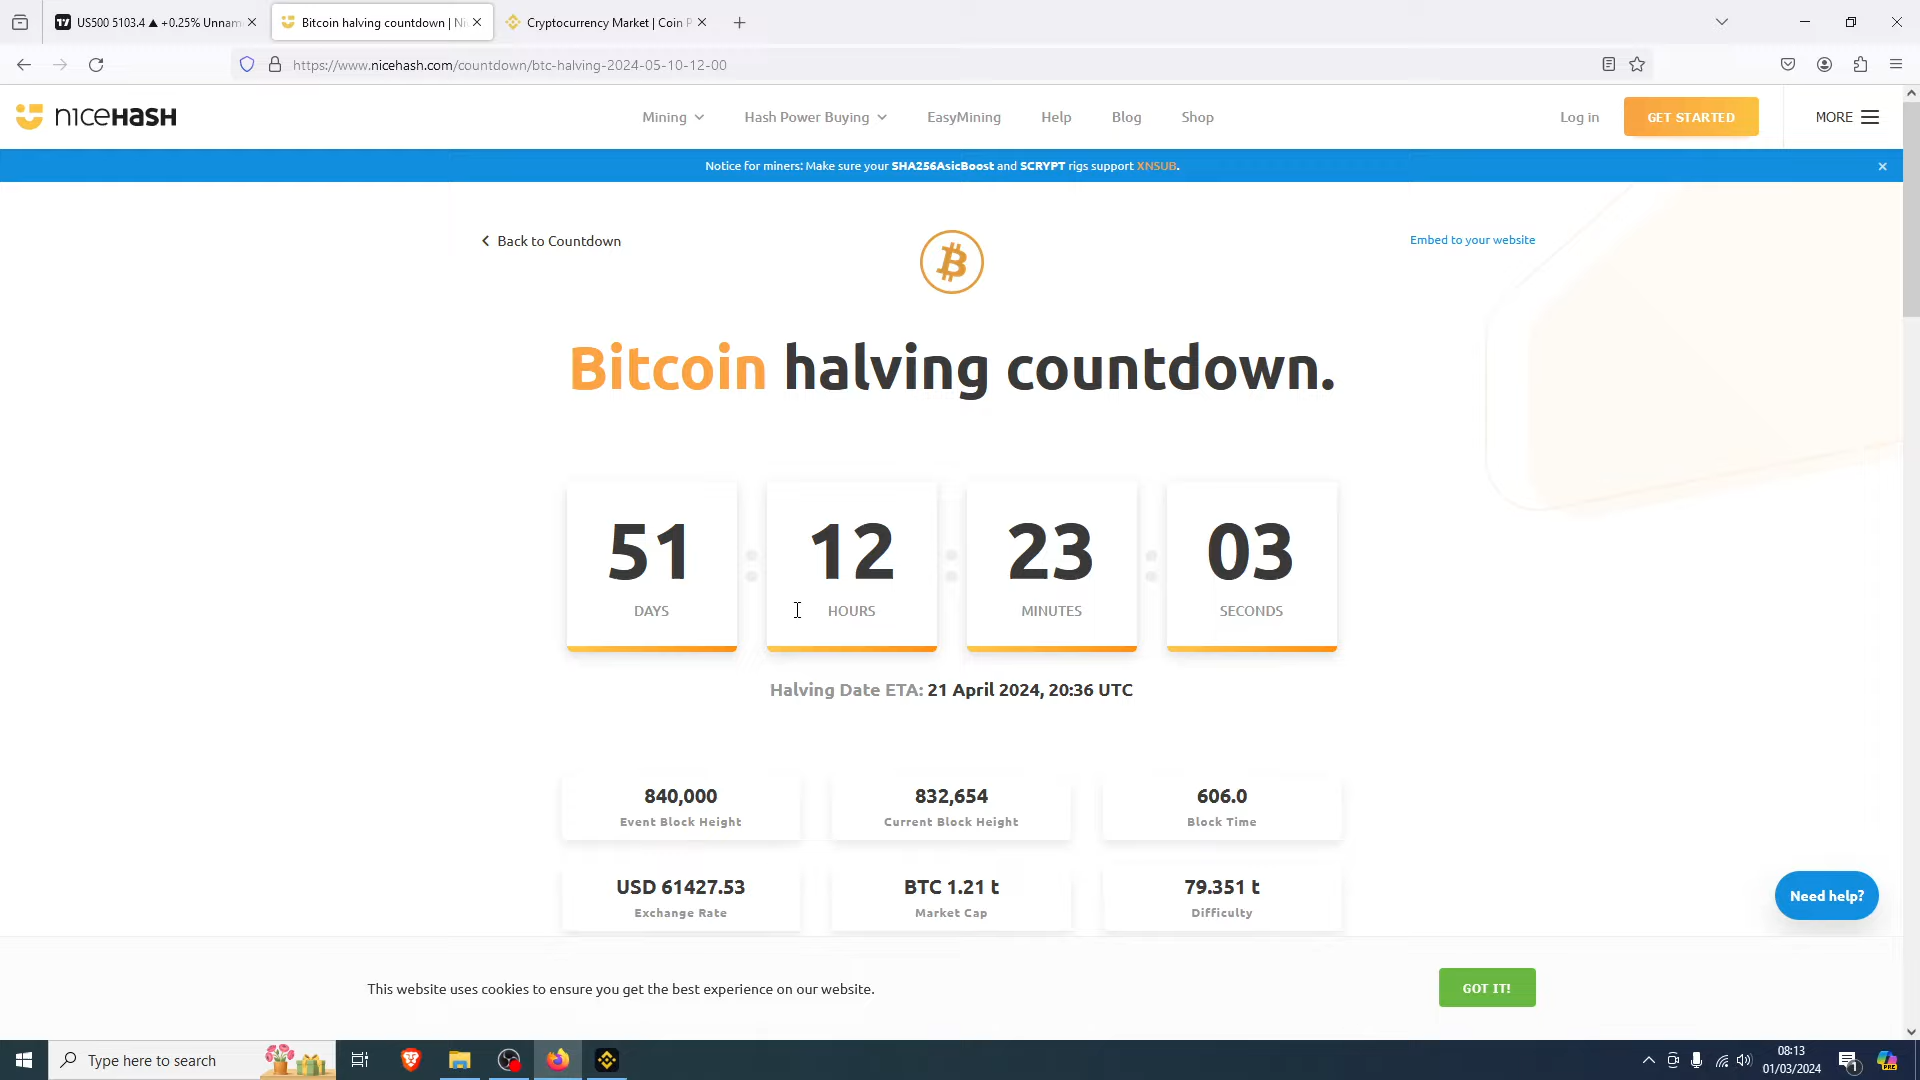 US500 5103.4 ▲ +0.25% Unnam
Bitcoin halving countdown | Ni
Cryptocurrency Market | Coin P
https://www.nicehash.com/countdown/btc-halving-2024-05-10-12-00
niceHASH
Mining
Hash Power Buying
EasyMining
Help
Blog
Shop
Log in
GET STARTED
MORE
Notice for miners: Make sure your SHA256AsicBoost and SCRYPT rigs support XNSUB.
Back to Countdown
Embed to your website
Bitcoin halving countdown.
51
12
23
03
DAYS
HOURS
MINUTES
SECONDS
Halving Date ETA: 21 April 2024, 20:36 UTC
840,000
Event Block Height
832,654
Current Block Height
606.0
Block Time
USD 61427.53
Exchange Rate
BTC 1.21 t
Market Cap
79.351 t
Difficulty
Need help?
This website uses cookies to ensure you get the best experience on our website.
GOT IT!
Type here to search
08:13
01/03/2024
1
PRE